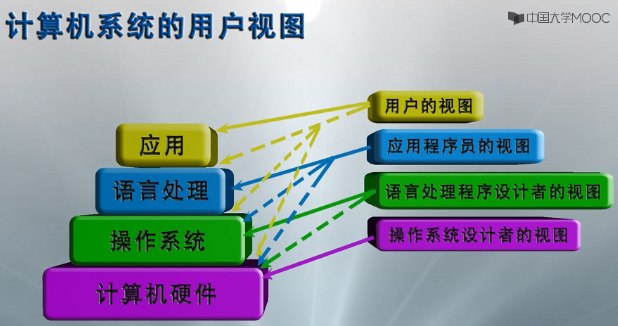 计算机系统的用户视图
中国大学MOOC
用户的视图
应用
应用程序员的视图
语言处理
语言处理程序设计者的视图
操作系统
操作系统设计者的视图
计算机硬件